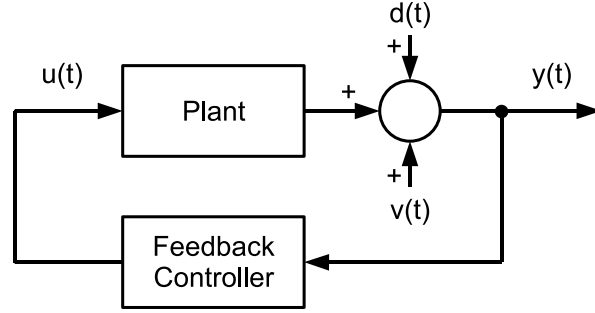 d(t)
+
u(t)
y(t)
Plant
+
+
v(t)
Feedback
Controller